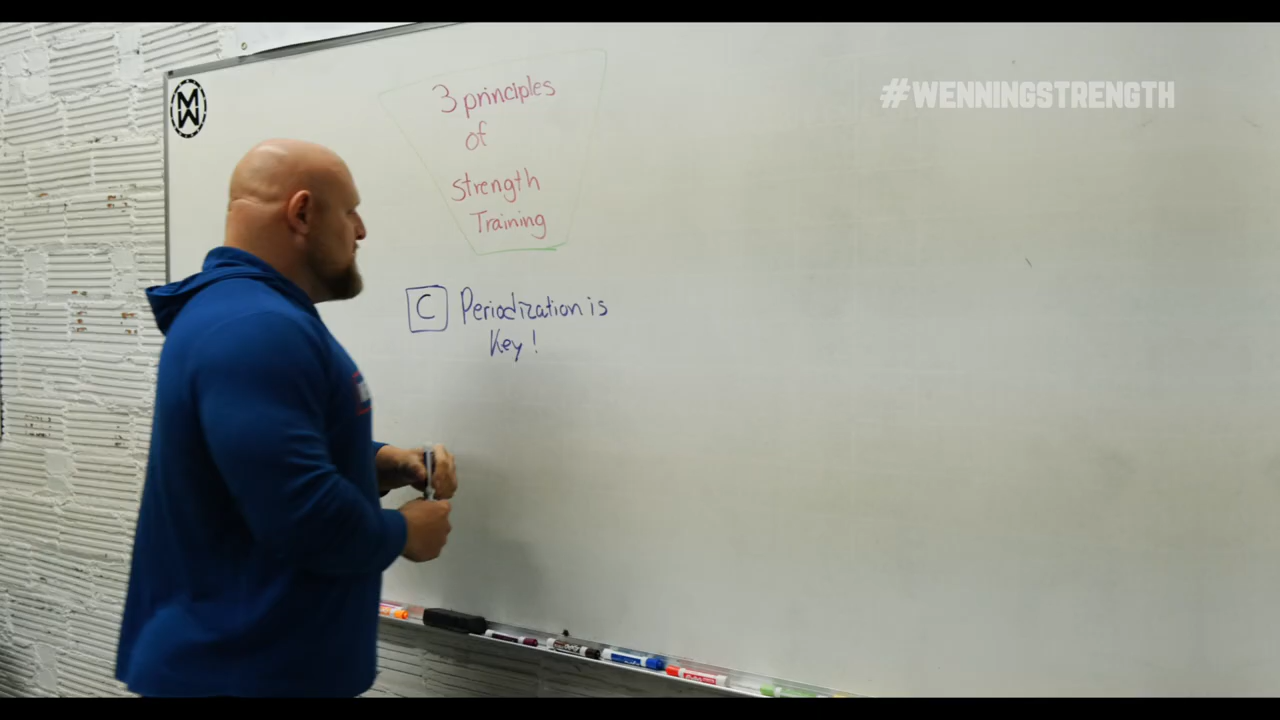 #WENNINGSTRENGTH
3 principles
of
strength
Training
C Periodization is
Key!